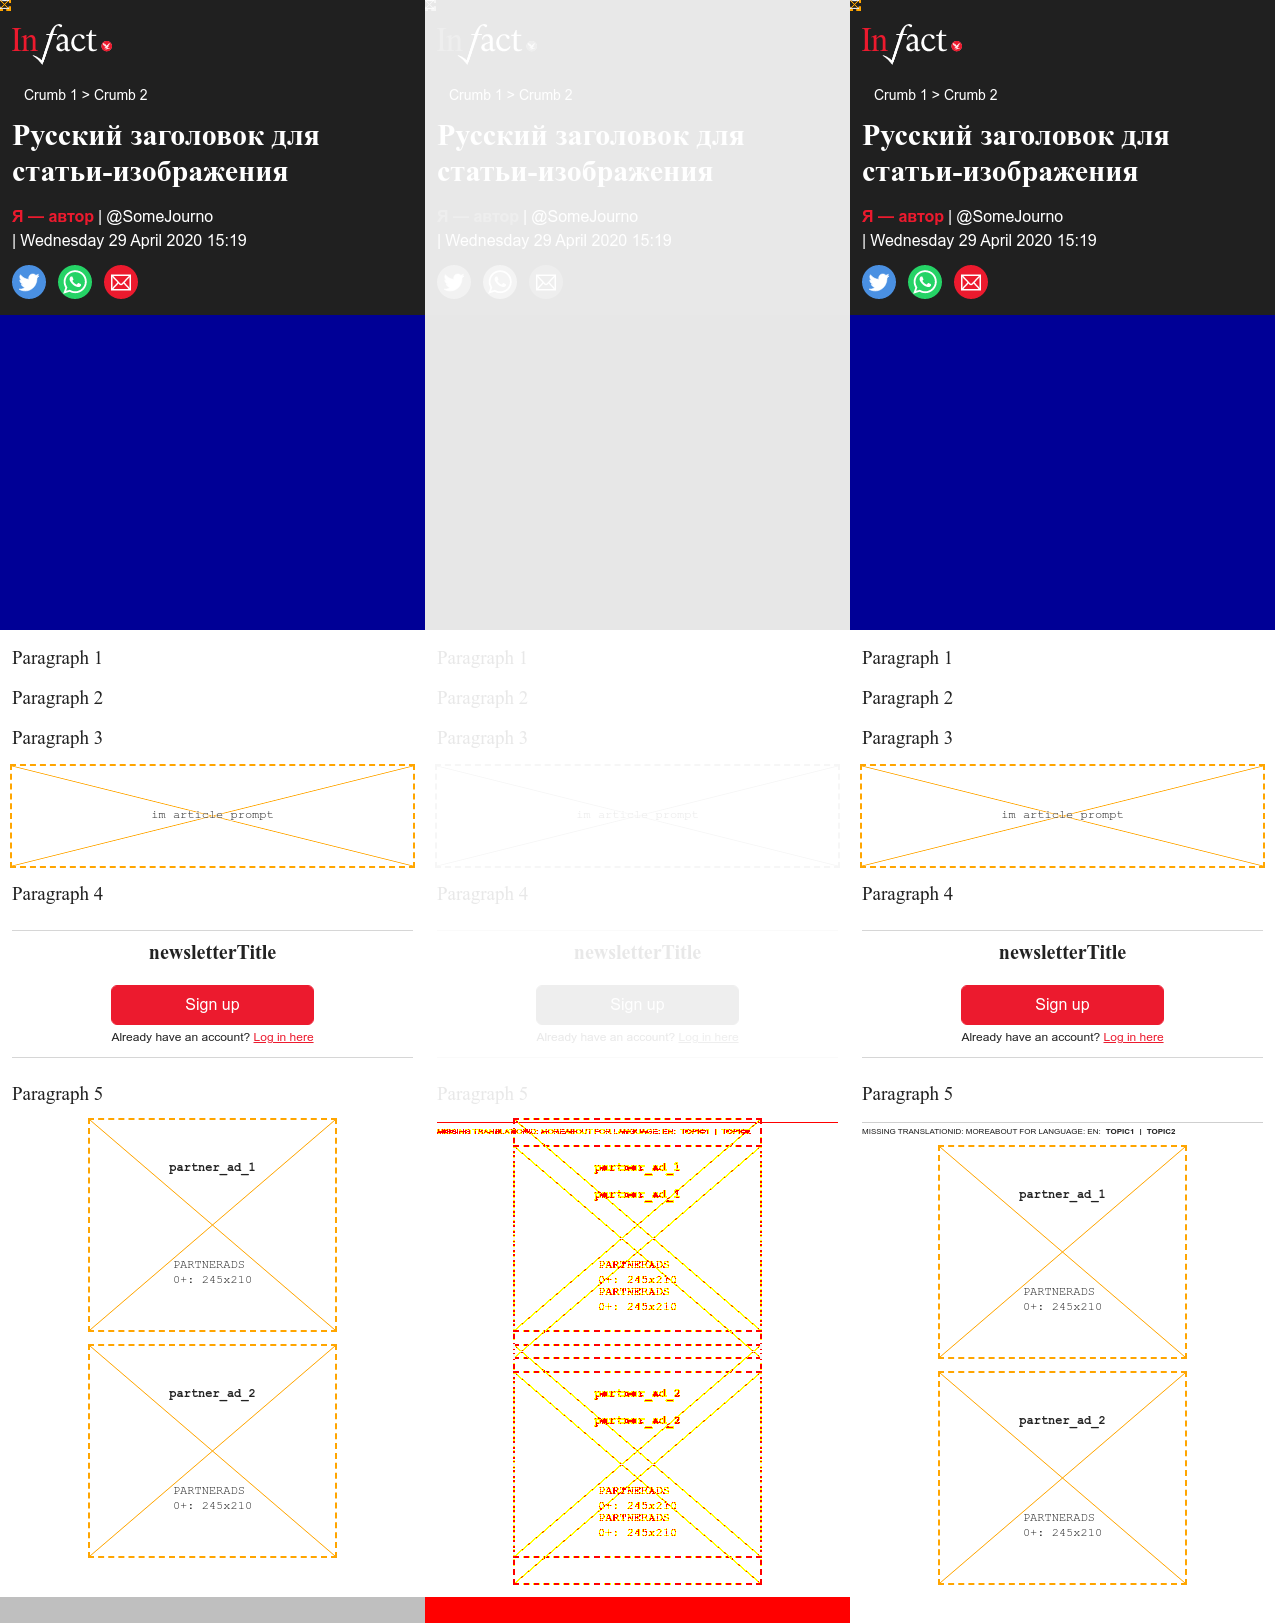 In fact
Crumb 1 > Crumb 2
Русский заголовок для
статьи-изображения
Я — автор | @SomeJourno
| Wednesday 29 April 2020 15:19
Paragraph 1
Paragraph 2
Paragraph 3
im article prompt
Paragraph 4
newsletterTitle
Sign up
Already have an account? Log in here
Paragraph 5
partner_ad_1
PARTNERADS
0+: 245x210
partner_ad_2
PARTNERADS
0+: 245x210
In fact
Crumb 1 > Crumb 2
Русский заголовок для
статьи-изображения
Я — автор | @SomeJourno
| Wednesday 29 April 2020 15:19
Paragraph 1
Paragraph 2
Paragraph 3
im article prompt
Paragraph 4
newsletterTitle
Sign up
Already have an account? Log in here
Paragraph 5
partner_ad_1
partner_ad_1
PARTNERADS
0+: 245x210
PARTNERADS
0+: 245x210
partner_ad_2
partner_ad_2
PARTNERADS
0+: 245x210
PARTNERADS
0+: 245x210
In fact
Crumb 1 > Crumb 2
Русский заголовок для
статьи-изображения
Я — автор | @SomeJourno
| Wednesday 29 April 2020 15:19
Paragraph 1
Paragraph 2
Paragraph 3
im article prompt
Paragraph 4
newsletterTitle
Sign up
Already have an account? Log in here
Paragraph 5
MISSING TRANSLATIONID: MOREABOUT FOR LANGUAGE: EN: TOPIC1 | TOPIC2
partner_ad_1
PARTNERADS
0+: 245x210
partner_ad_2
PARTNERADS
0+: 245x210